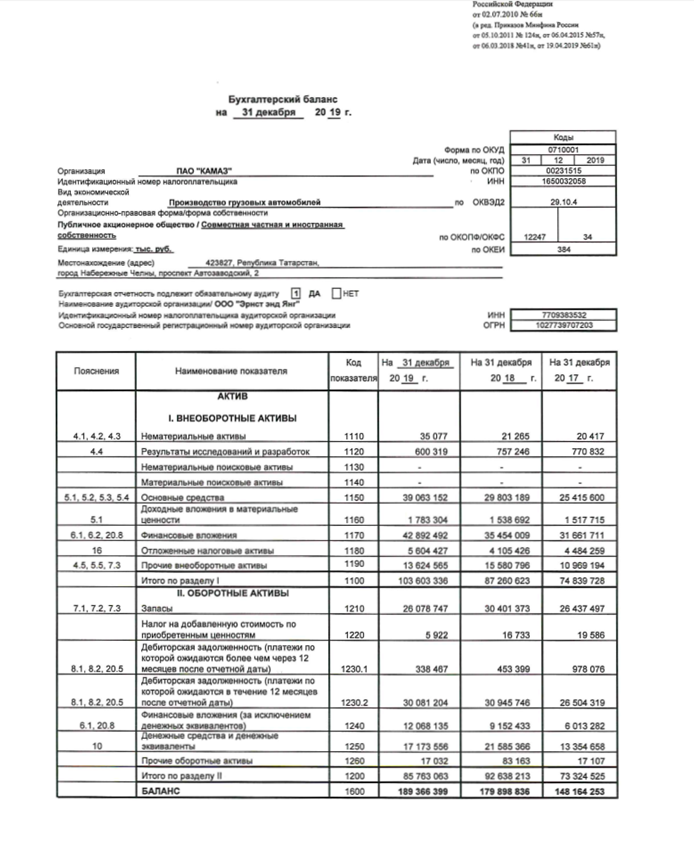 Российской Федерации
от 02.07.2010 № 66н
(в ред. Приказов Минфина России
от 05.10.2011 № 124н, от 06.04.2015 №57н,
от 06.03.2018 №41н, от 19.04.2019 №61н)
Бухгалтерский баланс
на 31 декабря 20 19 г.
Коды
Форма по ОКУД 0710001
Дата (число, месяц, год) 31 12 2019
Организация ПАО "КАМАЗ" по ОКПО 00231515
Идентификационный номер налогоплательщика ИНН 1650032058
Вид экономической
деятельности Производство грузовых автомобилей по ОКВЭД2 29.10.4
Организационно-правовая форма/форма собственности
Публичное акционерное общество / Совместная частная и иностранная
собственность по ОКОПФ/ОКФС 12247 34
Единица измерения: тыс. руб. по ОКЕИ 384
Местонахождение (адрес) 423827, Република Татарстан,
город Набережные Челны, проспект Автозаводский, 2
Бухгалтерская отчетность подлежит обязательному аудиту 1 ДА НЕТ
Наименование аудиторской организации/ ООО "Эрнст энд Янг"
Идентификационный номер налогоплательщика аудиторской организации ИНН 7709383532
Основной государственный регистрационный номер аудиторской организации ОГРН 1027739707203
Пояснения Наименование показателя Код показателя На 31 декабря 20 19 г. На 31 декабря 20 18 г. На 31 декабря 20 17 г.
АКТИВ
I. ВНЕОБОРОТНЫЕ АКТИВЫ
4.1, 4.2, 4.3 Нематериальные активы 1110 35 077 21 265 20 417
4.4 Результаты исследований и разработок 1120 600 319 757 246 770 832
Нематериальные поисковые активы 1130 - - -
Материальные поисковые активы 1140 - - -
5.1, 5.2, 5.3, 5.4 Основные средства 1150 39 063 152 29 803 189 25 415 600
Доходные вложения в материальные
5.1 ценности 1160 1 783 304 1 538 692 1 517 715
6.1, 6.2, 20.8 Финансовые вложения 1170 42 892 492 35 454 009 31 661 711
16 Отложенные налоговые активы 1180 5 604 427 4 105 426 4 484 259
4.5, 5.5, 7.3 Прочие внеоборотные активы 1190 13 624 565 15 580 796 10 969 194
Итого по разделу I 1100 103 603 336 87 260 623 74 839 728
II. ОБОРОТНЫЕ АКТИВЫ
7.1, 7.2, 7.3 Запасы 1210 26 078 747 30 401 373 26 437 497
Налог на добавленную стоимость по
приобретенным ценностям 1220 5 922 16 733 19 586
Дебиторская задолженность (платежи по
которой ожидаются более чем через 12
8.1, 8.2, 20.5 месяцев после отчетной даты) 1230.1 338 467 453 399 978 076
Дебиторская задолженность (платежи по
которой ожидаются в течение 12 месяцев
8.1, 8.2, 20.5 после отчетной даты) 1230.2 30 081 204 30 945 746 26 504 319
Финансовые вложения (за исключением
6.1, 20.8 денежных эквивалентов) 1240 12 068 135 9 152 433 6 013 282
Денежные средства и денежные
10 эквиваленты 1250 17 173 556 21 585 366 13 354 658
Прочие оборотные активы 1260 17 032 83 163 17 107
Итого по разделу II 1200 85 763 063 92 638 213 73 324 525
БАЛАНС 1600 189 366 399 179 898 836 148 164 253